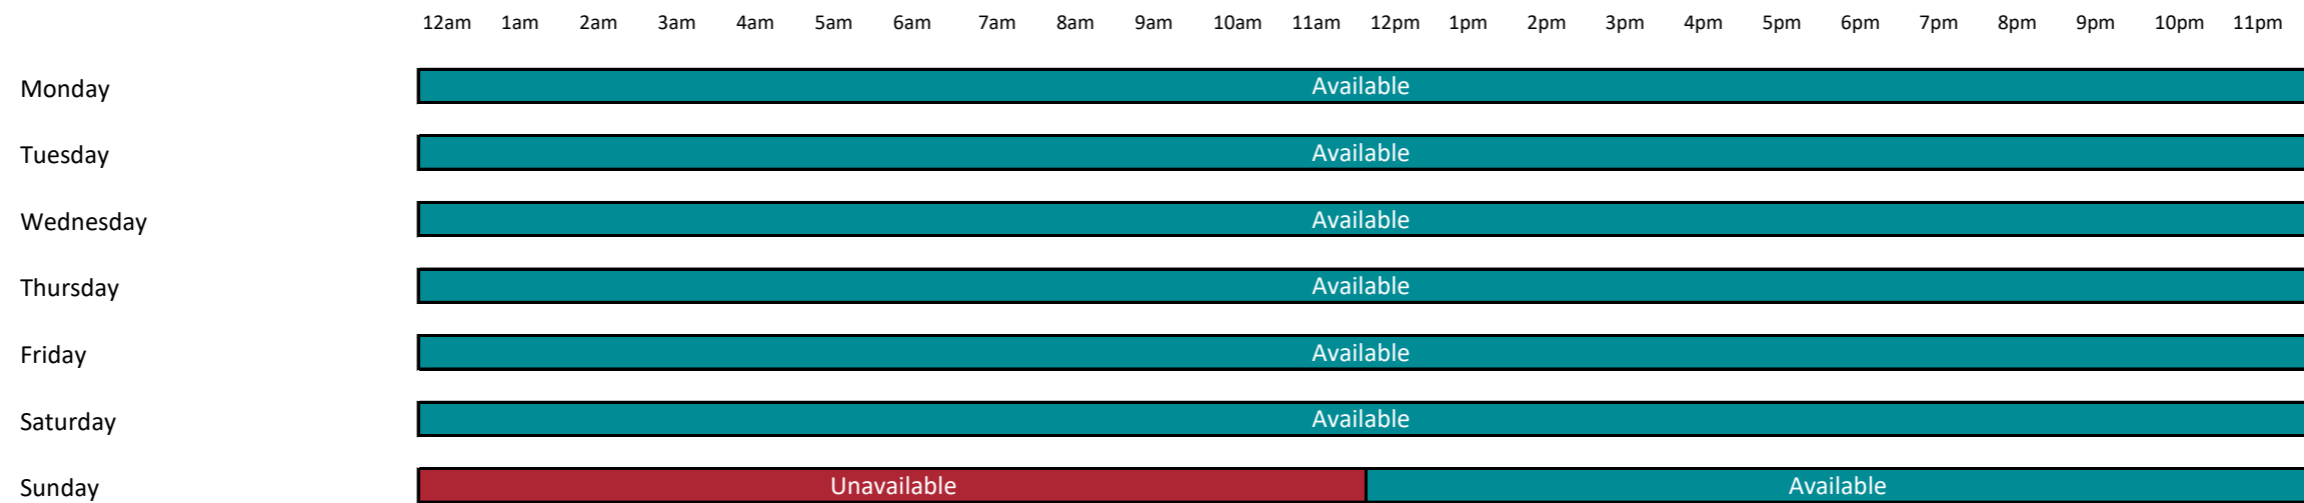 12am 1am 2am 3am 4am 5am 6am 7am 8am 9am 10am 11am 12pm 1pm 2pm 3pm 4pm 5pm 6pm 7pm 8pm 9pm 10pm 11pm
Monday Available
Tuesday Available
Wednesday Available
Thursday Available
Friday Available
Saturday Available
Sunday Unavailable Available